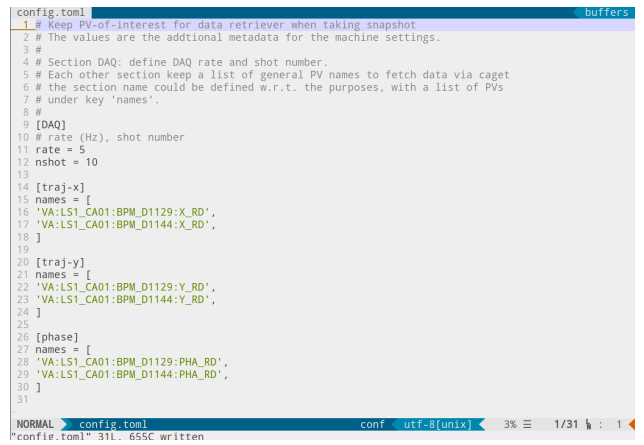 config.toml buffers
1 # Keep PV-of-interest for data retriever when taking snapshot
2 # The values are the addtional metadata for the machine settings.
3 #
4 # Section DAQ: define DAQ rate and shot number.
5 # Each other section keep a list of general PV names to fetch data via caget
6 # the section name could be defined w.r.t. the purposes, with a list of PVs
7 # under key 'names'.
8 #
9 [DAQ]
10 # rate (Hz), shot number
11 rate = 5
12 nshot = 10
13
14 [traj-x]
15 names = [
16 'VA:LS1_CA01:BPM_D1129:X_RD',
17 'VA:LS1_CA01:BPM_D1144:X_RD',
18 ]
19
20 [traj-y]
21 names = [
22 'VA:LS1_CA01:BPM_D1129:Y_RD',
23 'VA:LS1_CA01:BPM_D1144:Y_RD',
24 ]
25
26 [phase]
27 names = [
28 'VA:LS1_CA01:BPM_D1129:PHA_RD',
29 'VA:LS1_CA01:BPM_D1144:PHA_RD',
30 ]
31
NORMAL config.toml conf utf-8[unix] 3% ☰ 1/31 : 1
"config.toml" 31L, 655C written